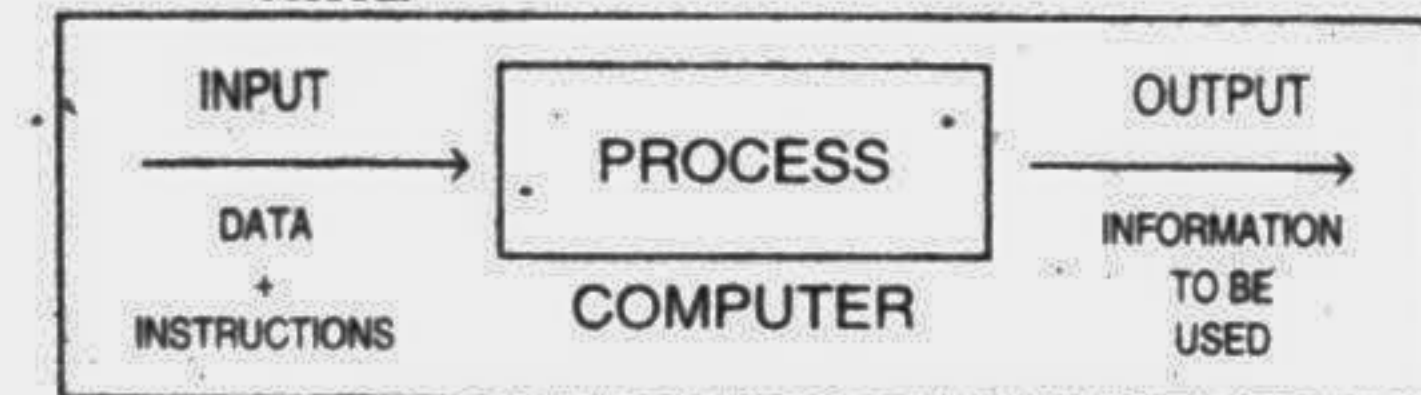 INPUT
DATA
+
INSTRUCTIONS
PROCESS
COMPUTER
OUTPUT
INFORMATION
TO BE
USED